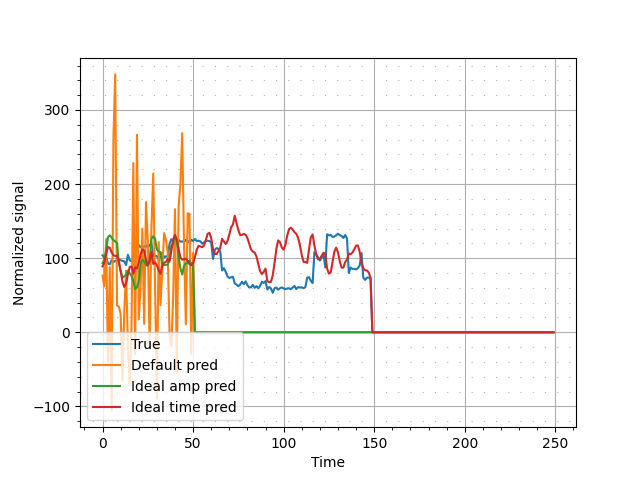 300
200
100
0
−100
Normalized signal
True
Default pred
Ideal amp pred
Ideal time pred
0 50 100 150 200 250
Time